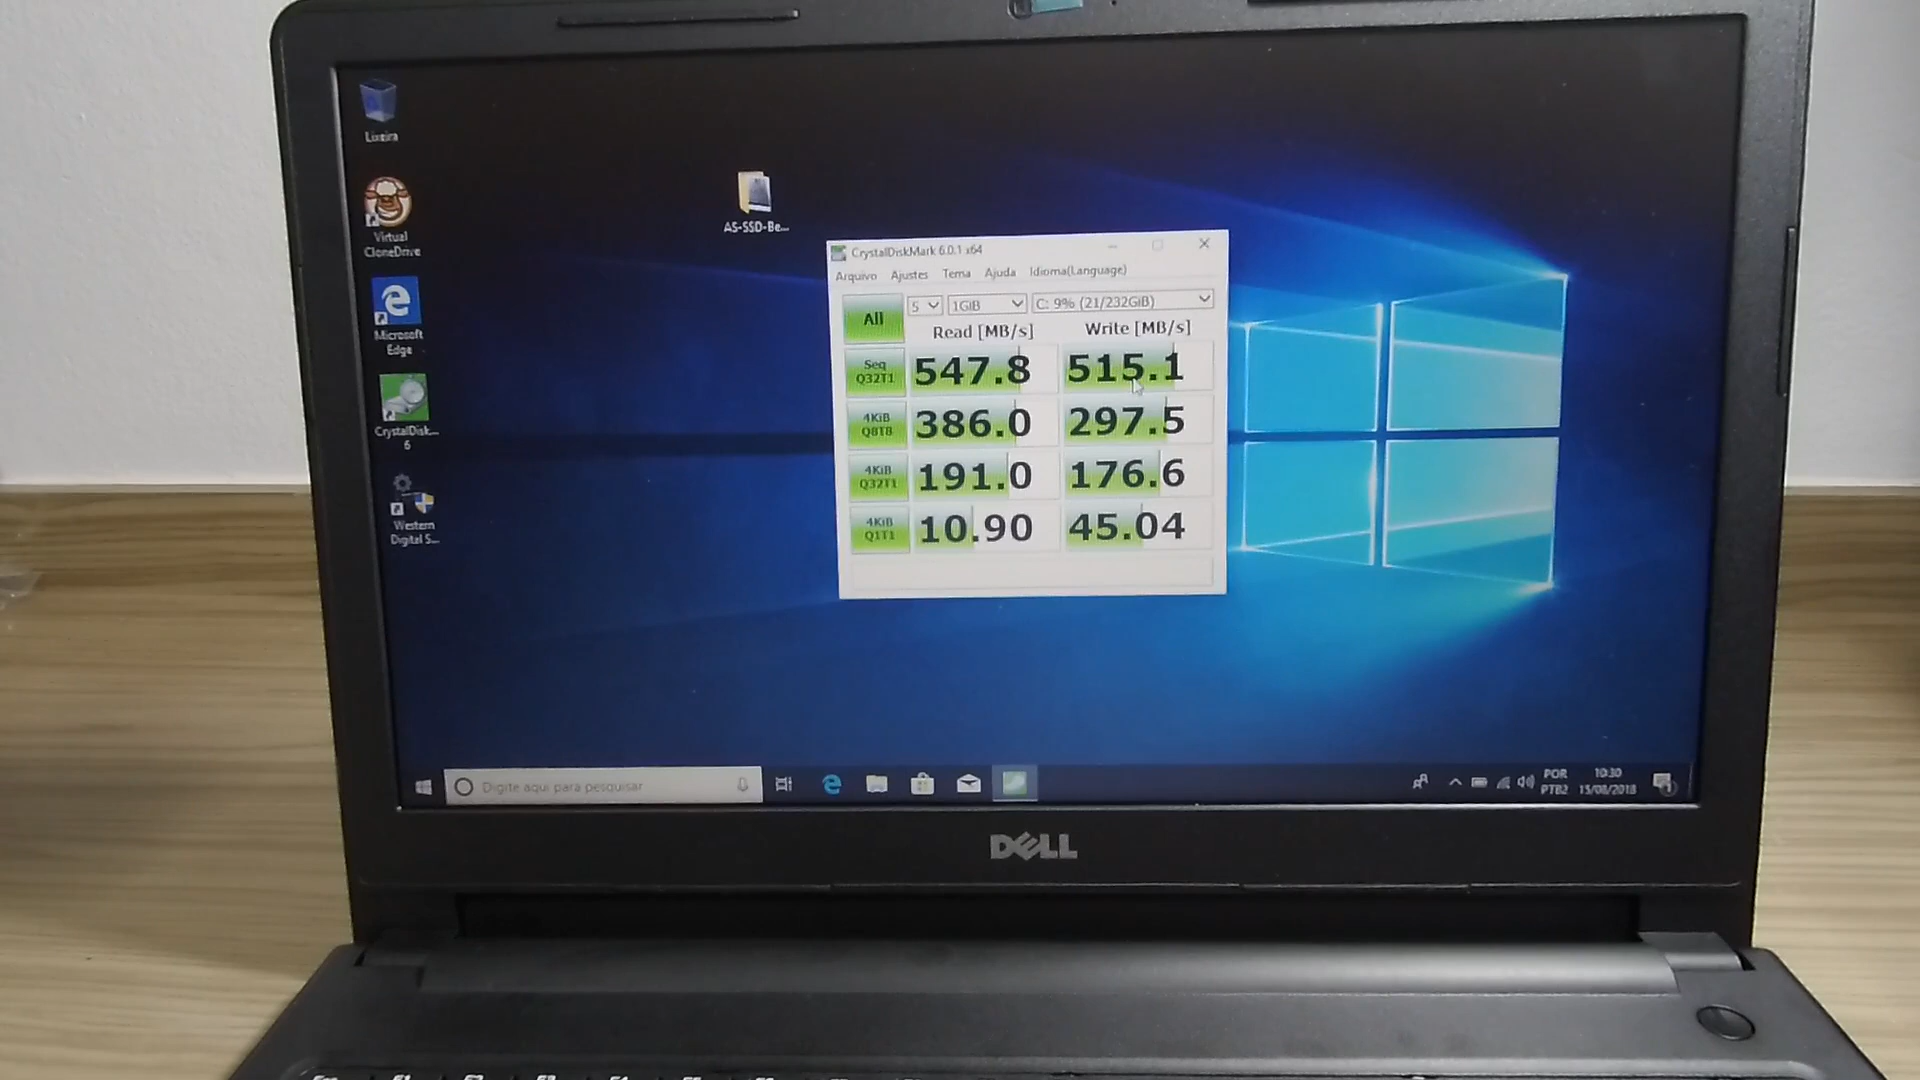 Lixeira
Virtual
CloneDrive
Microsoft
Edge
CrystalDisk...
6
Western
Digital S...
AS-SSD-Be...
CrystalDiskMark 6.0.1 x64
Arquivo Ajustes Tema Ajuda Idioma(Language)
All 5 1GiB C: 9% (21/232GiB)
Read [MB/s] Write [MB/s]
Seq
Q32T1 547.8 515.1
4KiB
Q8T8 386.0 297.5
4KiB
Q32T1 191.0 176.6
4KiB
Q1T1 10.90 45.04
Digite aqui para pesquisar
POR
PTB2
10:30
15/08/2018
DELL